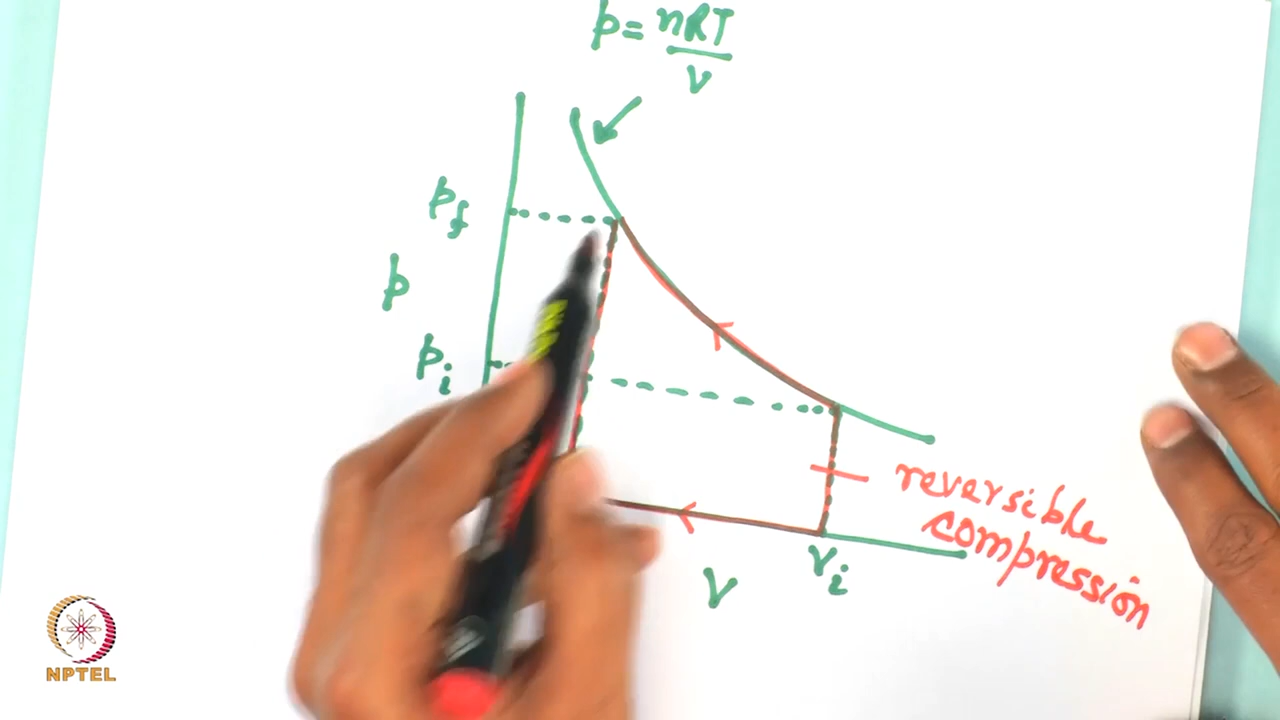 p = nRT
V
p_f
p
p_i
reversible
compression
V_i
V
NPTEL